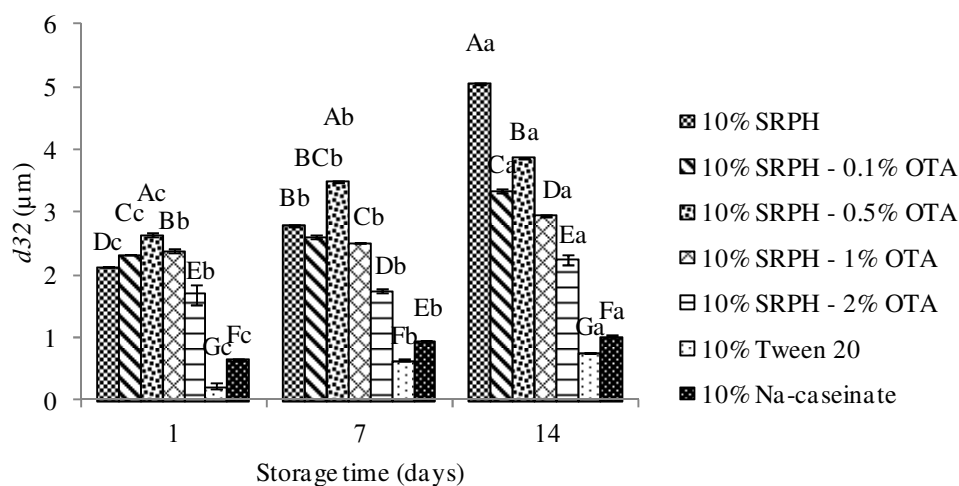 6
5
4
3
2
1
0
d32 (μm)
Dc
Cc
Ac
Bb
Eb
Gc
Fc
Bb
BCb
Ab
Cb
Db
Fb
Eb
Aa
Ca
Ba
Da
Ea
Ga
Fa
1 7 14
Storage time (days)
10% SRPH
10% SRPH - 0.1% OTA
10% SRPH - 0.5% OTA
10% SRPH - 1% OTA
10% SRPH - 2% OTA
10% Tween 20
10% Na-caseinate